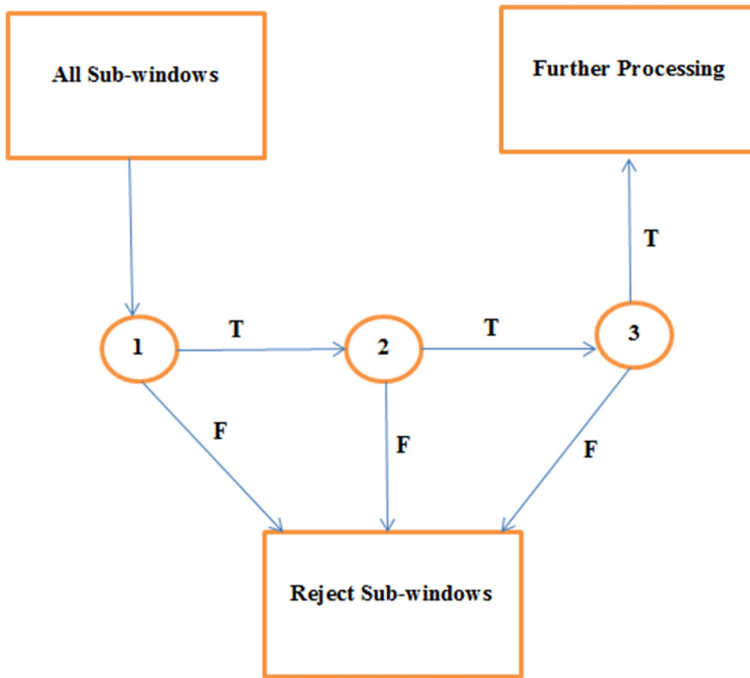 All Sub-windows
Further Processing
T
1
T
2
T
3
F
F
F
Reject Sub-windows